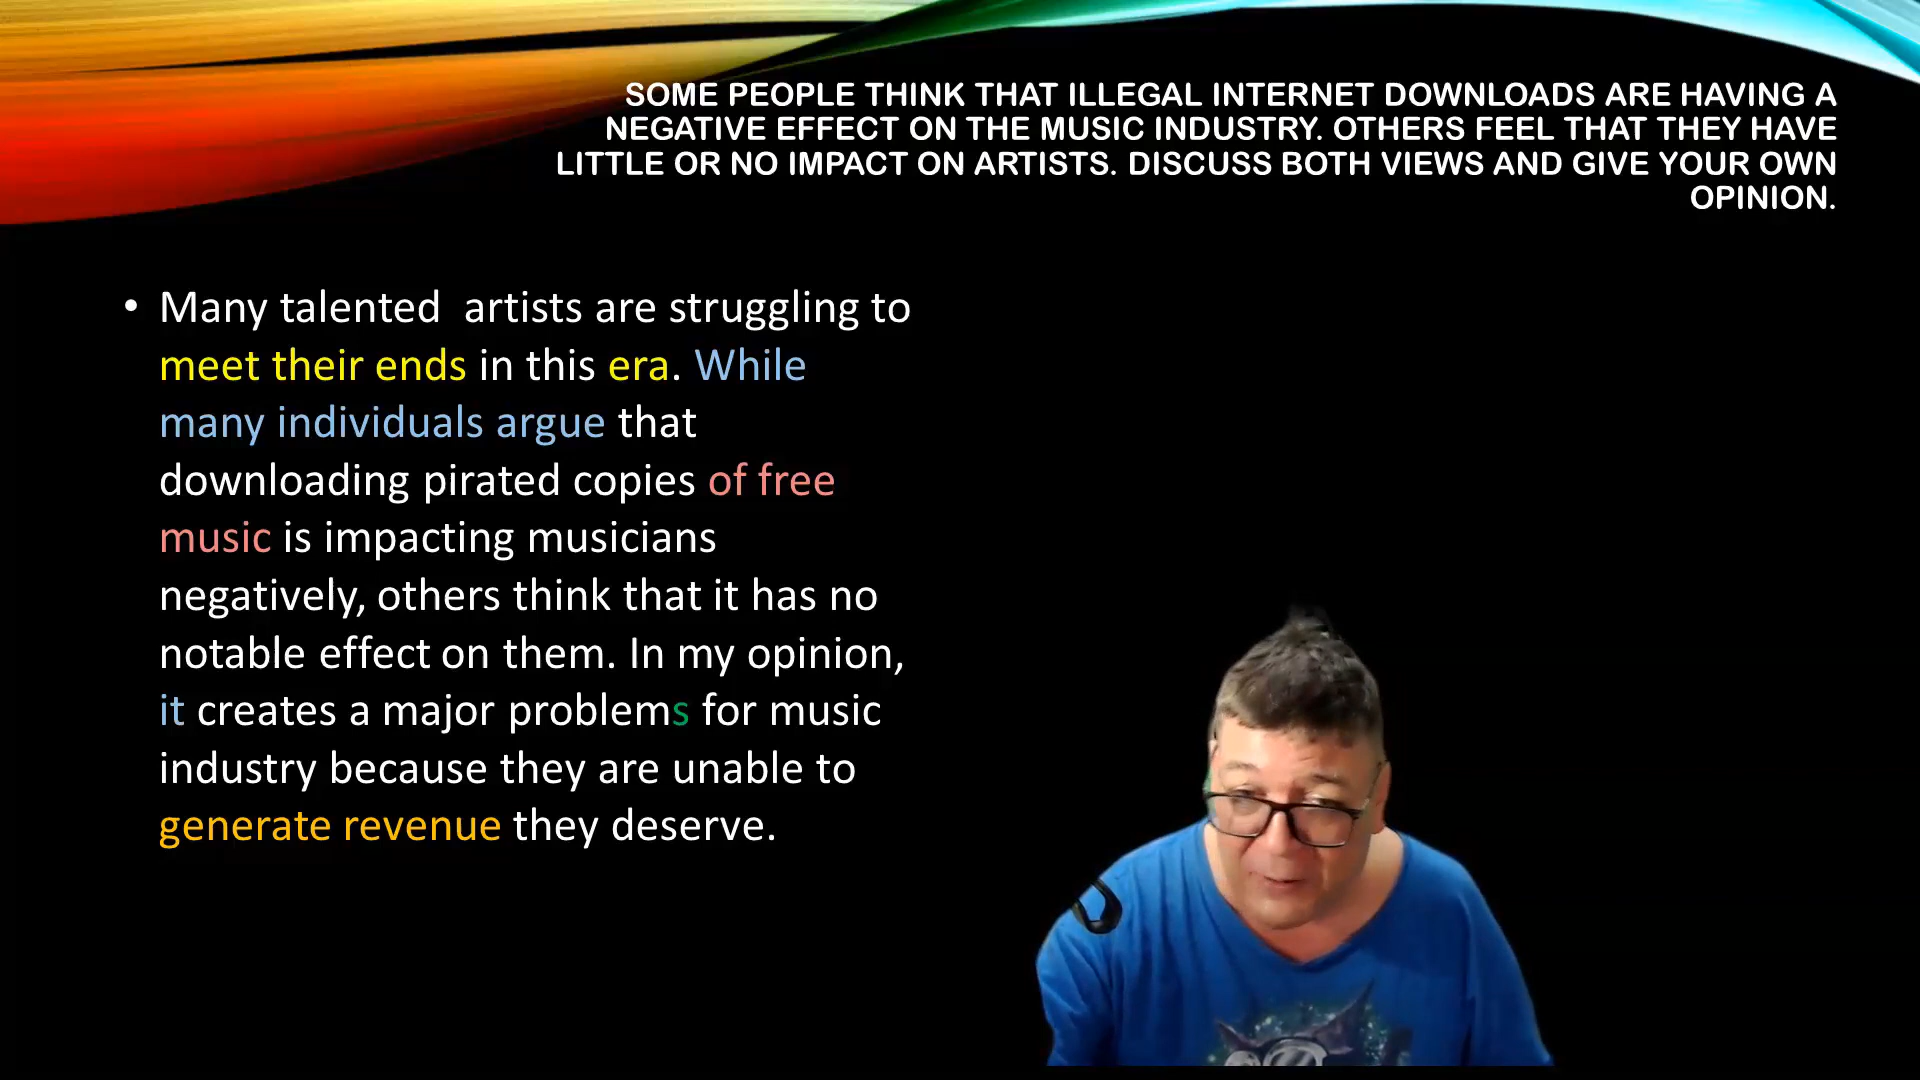 SOME PEOPLE THINK THAT ILLEGAL INTERNET DOWNLOADS ARE HAVING A
NEGATIVE EFFECT ON THE MUSIC INDUSTRY. OTHERS FEEL THAT THEY HAVE
LITTLE OR NO IMPACT ON ARTISTS. DISCUSS BOTH VIEWS AND GIVE YOUR OWN
OPINION.
• Many talented  artists are struggling to
meet their ends in this era. While
many individuals argue that
downloading pirated copies of free
music is impacting musicians
negatively, others think that it has no
notable effect on them. In my opinion,
it creates a major problems for music
industry because they are unable to
generate revenue they deserve.